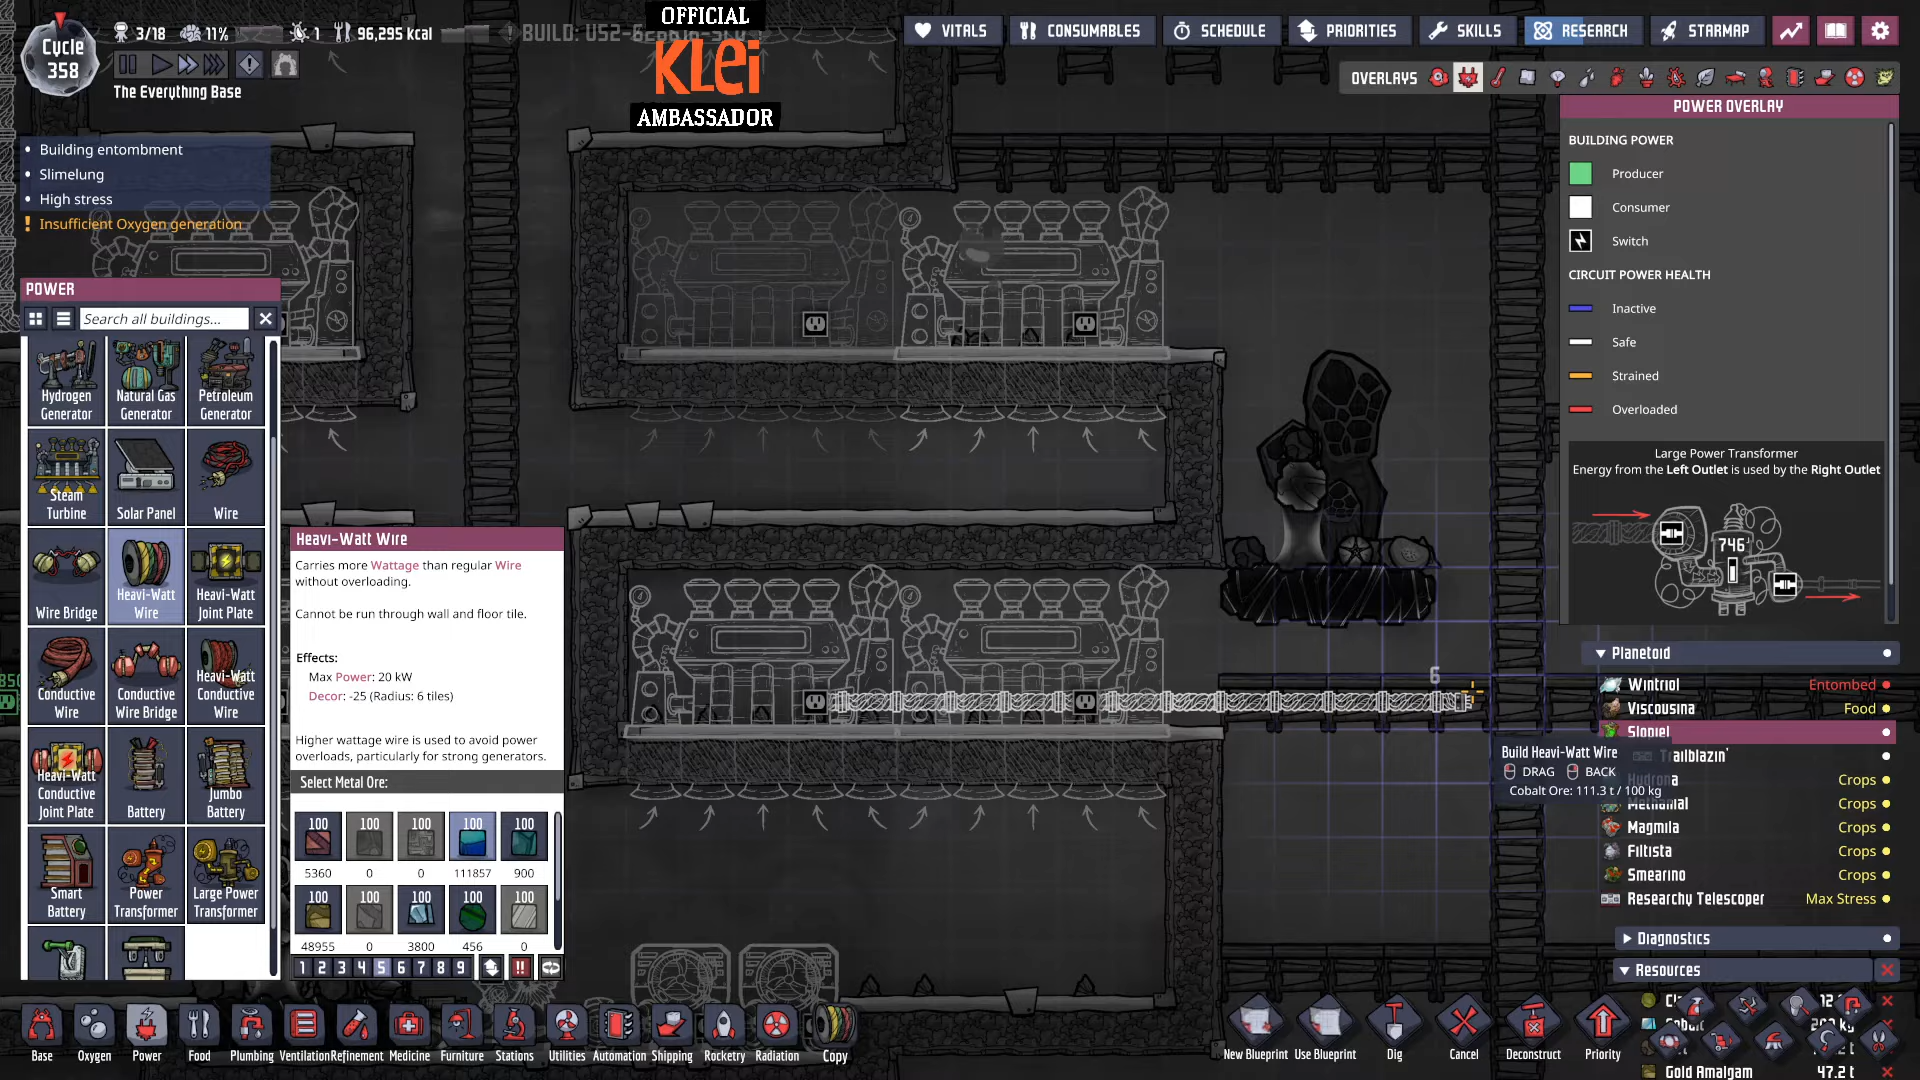 Cycle
358
3/18
11%
1
96,295 kcal
The Everything Base
OFFICIAL
KLei
AMBASSADOR
VITALS
CONSUMABLES
SCHEDULE
PRIORITIES
SKILLS
RESEARCH
STARMAP
OVERLAYS
POWER OVERLAY
BUILDING POWER
Producer
Consumer
Switch
CIRCUIT POWER HEALTH
Inactive
Safe
Strained
Overloaded
Large Power Transformer
Energy from the Left Outlet is used by the Right Outlet
746
• Building entombment
• Slimelung
• High stress
! Insufficient Oxygen generation
POWER
Search all buildings...
Hydrogen Generator
Natural Gas Generator
Petroleum Generator
Steam Turbine
Solar Panel
Wire
Wire Bridge
Heavi-Watt Wire
Heavi-Watt Joint Plate
Conductive Wire
Conductive Wire Bridge
Heavi-Watt Conductive Wire
Heavi-Watt Conductive Joint Plate
Battery
Jumbo Battery
Smart Battery
Power Transformer
Large Power Transformer
Heavi-Watt Wire
Carries more Wattage than regular Wire
without overloading.
Cannot be run through wall and floor tile.
Effects:
Max Power: 20 kW
Decor: -25 (Radius: 6 tiles)
Higher wattage wire is used to avoid power
overloads, particularly for strong generators.
Select Metal Ore:
100 100 100 100 100
5360 0 0 111857 900
100 100 100 100 100
48955 0 3800 456 0
1 2 3 4 5 6 7 8 9 !!
6
Build Heavi-Watt Wire
DRAG BACK
Cobalt Ore: 111.3 t / 100 kg
Planetoid
Wintriol Entombed
Viscousina Food
Slopiel
Trailblazin'
Crops
Methanial Crops
Magmila Crops
Filtista Crops
Smearino Crops
Researchy Telescoper Max Stress
Diagnostics
Resources
Gold Amalgam 47.2 t
Base
Oxygen
Power
Food
Plumbing
Ventilation
Refinement
Medicine
Furniture
Stations
Utilities
Automation
Shipping
Rocketry
Radiation
Copy
New Blueprint
Use Blueprint
Dig
Cancel
Deconstruct
Priority